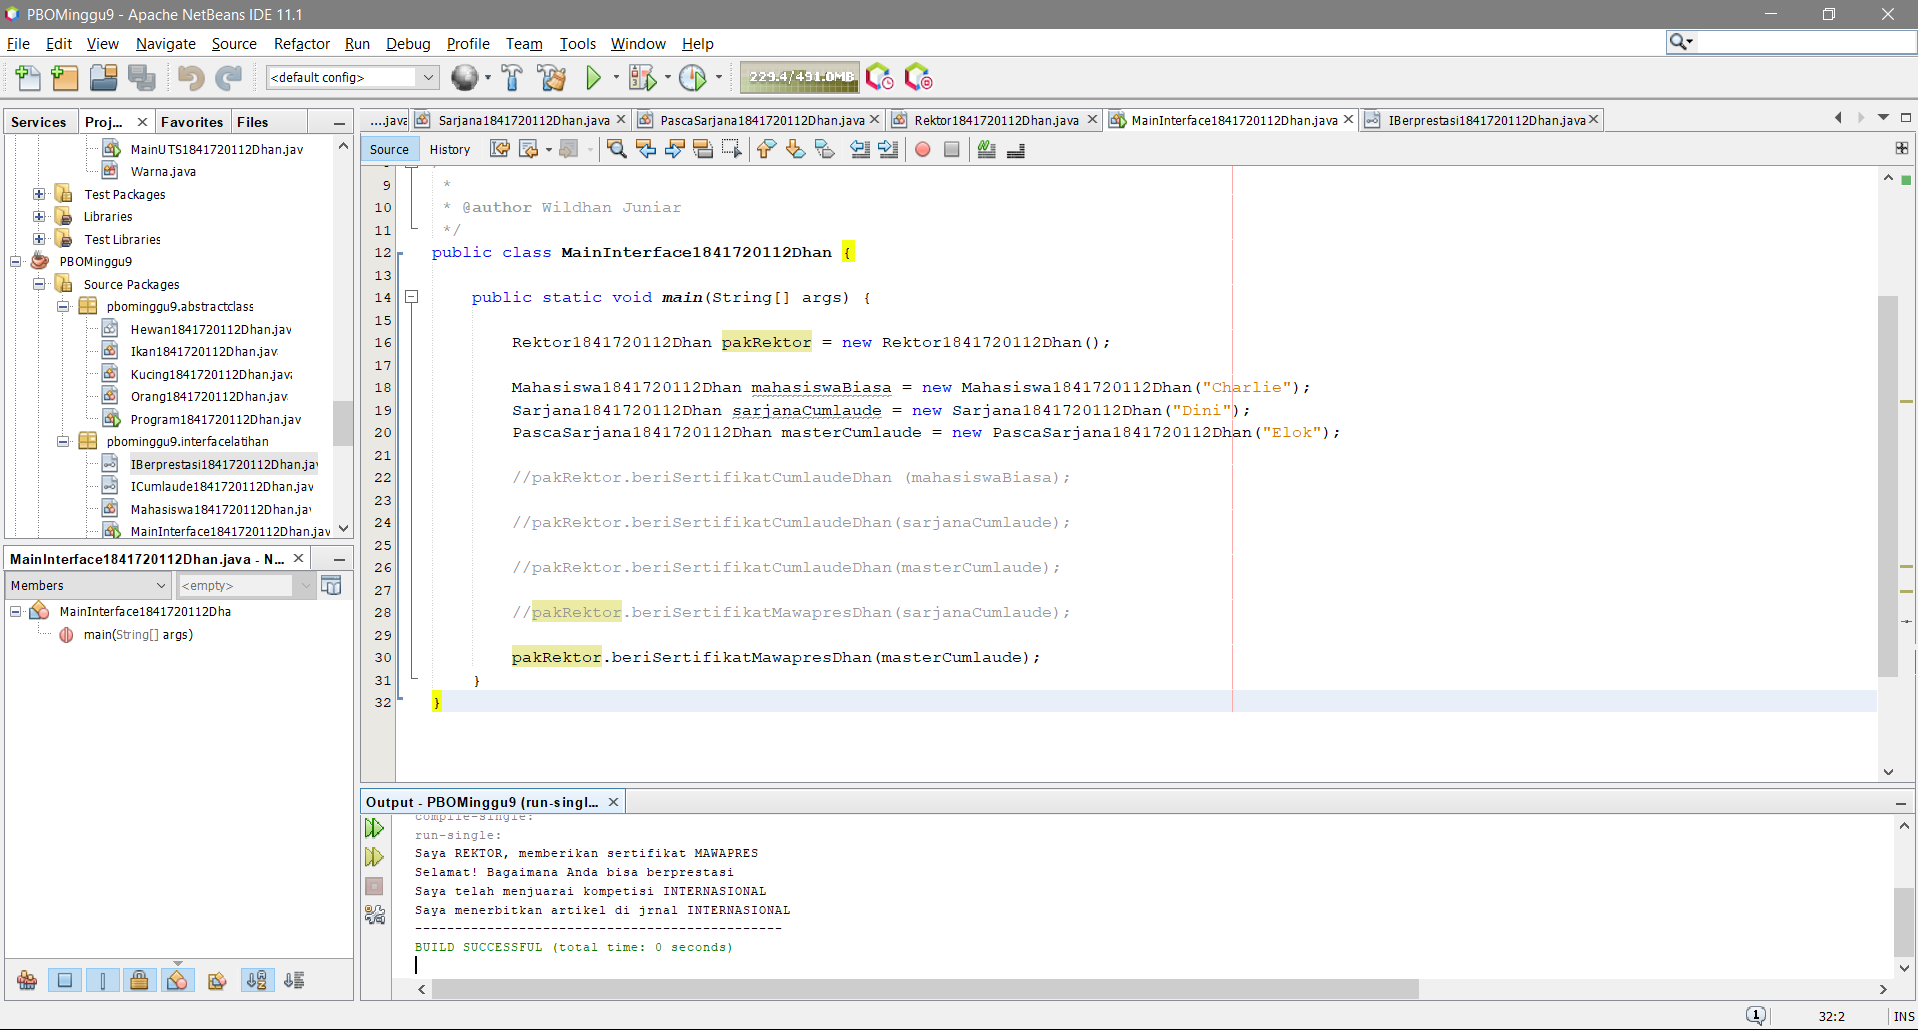 PBOMinggu9 - Apache NetBeans IDE 11.1
File Edit View Navigate Source Refactor Run Debug Profile Team Tools Window Help
<default config>
229.4/491.0MB
Services Proj... Favorites Files
MainUTS1841720112Dhan.jav
Warna.java
Test Packages
Libraries
Test Libraries
PBOMinggu9
Source Packages
pbominggu9.abstractclass
Hewan1841720112Dhan.jav
Ikan1841720112Dhan.jav
Kucing1841720112Dhan.java
Orang1841720112Dhan.jav
Program1841720112Dhan.jav
pbominggu9.interfacelatihan
IBerprestasi1841720112Dhan.jav
ICumlaude1841720112Dhan.jav
Mahasiswa1841720112Dhan.jav
MainInterface1841720112Dhan.jav
MainInterface1841720112Dhan.java - N...
Members <empty>
MainInterface1841720112Dha
main(String[] args)
....java Sarjana1841720112Dhan.java PascaSarjana1841720112Dhan.java Rektor1841720112Dhan.java MainInterface1841720112Dhan.java IBerprestasi1841720112Dhan.java
Source History
9 *
10 * @author Wildhan Juniar
11 */
12 public class MainInterface1841720112Dhan {
13
14 public static void main(String[] args) {
15
16 Rektor1841720112Dhan pakRektor = new Rektor1841720112Dhan();
17
18 Mahasiswa1841720112Dhan mahasiswaBiasa = new Mahasiswa1841720112Dhan("Charlie");
19 Sarjana1841720112Dhan sarjanaCumlaude = new Sarjana1841720112Dhan("Dini");
20 PascaSarjana1841720112Dhan masterCumlaude = new PascaSarjana1841720112Dhan("Elok");
21
22 //pakRektor.beriSertifikatCumlaudeDhan (mahasiswaBiasa);
23
24 //pakRektor.beriSertifikatCumlaudeDhan(sarjanaCumlaude);
25
26 //pakRektor.beriSertifikatCumlaudeDhan(masterCumlaude);
27
28 //pakRektor.beriSertifikatMawapresDhan(sarjanaCumlaude);
29
30 pakRektor.beriSertifikatMawapresDhan(masterCumlaude);
31 }
32 }
Output - PBOMinggu9 (run-singl...
compile-single:
run-single:
Saya REKTOR, memberikan sertifikat MAWAPRES
Selamat! Bagaimana Anda bisa berprestasi
Saya telah menjuarai kompetisi INTERNASIONAL
Saya menerbitkan artikel di jrnal INTERNASIONAL
----------------------------------------------
BUILD SUCCESSFUL (total time: 0 seconds)
1 32:2 INS